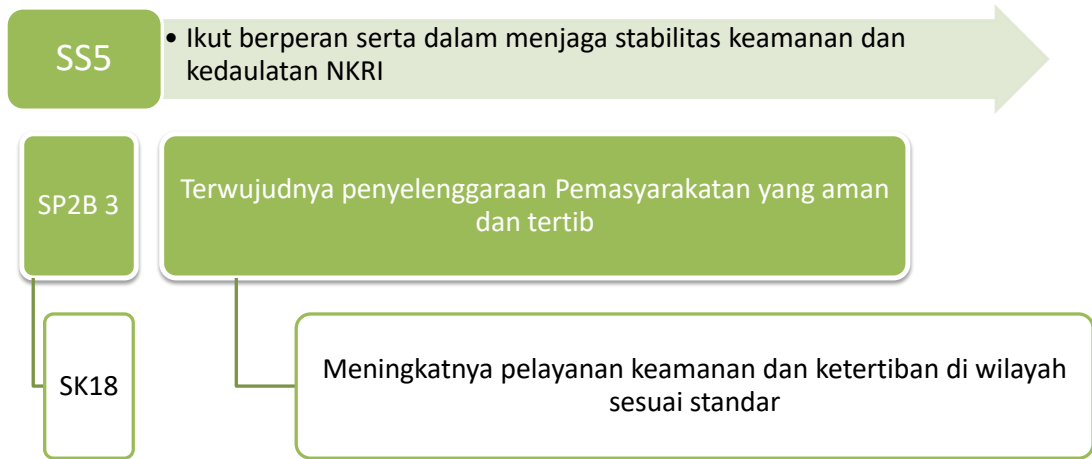 SS5
• Ikut berperan serta dalam menjaga stabilitas keamanan dan
kedaulatan NKRI
SP2B 3
Terwujudnya penyelenggaraan Pemasyarakatan yang aman
dan tertib
SK18
Meningkatnya pelayanan keamanan dan ketertiban di wilayah
sesuai standar